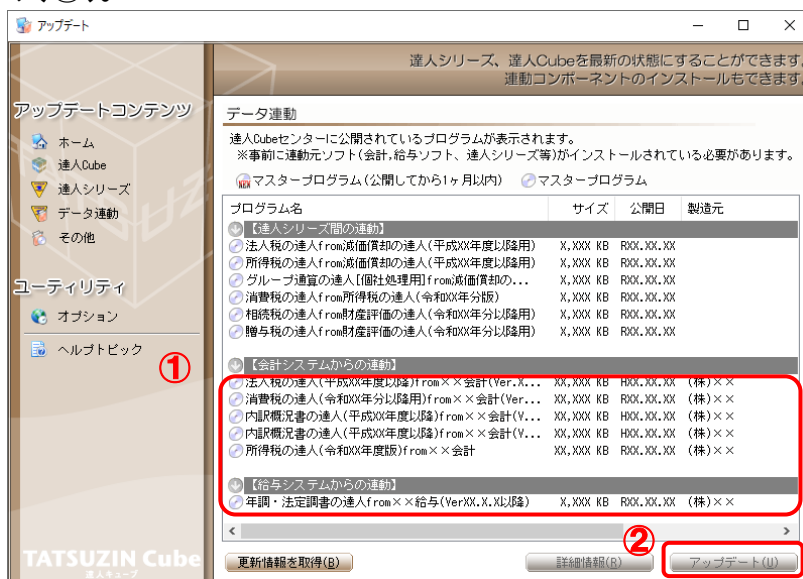 アップデート
達人シリーズ、達人Cubeを最新の状態にすることができます
連動コンポーネントのインストールもできます
アップデートコンテンツ
ホーム
達人Cube
達人シリーズ
データ連動
その他
ユーティリティ
オプション
ヘルプトピック
TATSUZIN Cube
達人キューブ
データ連動
達人Cubeセンターに公開されているプログラムが表示されます。
※事前に連動元ソフト(会計,給与ソフト、達人シリーズ等)がインストールされている必要があります。
NEW マスタープログラム(公開してから1ヶ月以内) マスタープログラム
プログラム名 サイズ 公開日 製造元
【達人シリーズ間の連動】
法人税の達人from減価償却の達人(平成XX年度以降用) X,XXX KB RXX.XX.XX
所得税の達人from減価償却の達人(平成XX年度以降用) X,XXX KB RXX.XX.XX
グループ通算の達人[個社処理用]from減価償却の... X,XXX KB RXX.XX.XX
消費税の達人from所得税の達人(令和XX年分版) X,XXX KB RXX.XX.XX
相続税の達人from財産評価の達人(令和XX年分以降用) X,XXX KB RXX.XX.XX
贈与税の達人from財産評価の達人(令和XX年分以降用) X,XXX KB RXX.XX.XX
【会計システムからの連動】
①
法人税の達人(平成XX年度以降)from××会計(Ver.X... XX,XXX KB HXX.XX.XX (株)××
消費税の達人(令和XX年分以降用)from××会計(Ver... XX,XXX KB RXX.XX.XX (株)××
内訳概況書の達人(平成XX年度以降)from××会計(V... XX,XXX KB HXX.XX.XX (株)××
内訳概況書の達人(平成XX年度以降)from××会計(V... XX,XXX KB RXX.XX.XX (株)××
所得税の達人(令和XX年度版)from××会計 XX,XXX KB RXX.XX.XX (株)××
【給与システムからの連動】
年調・法定調書の達人from××給与(VerXX.X.X以降) X,XXX KB RXX.XX.XX (株)××
②
更新情報を取得(B) 詳細情報(R) アップデート(U)